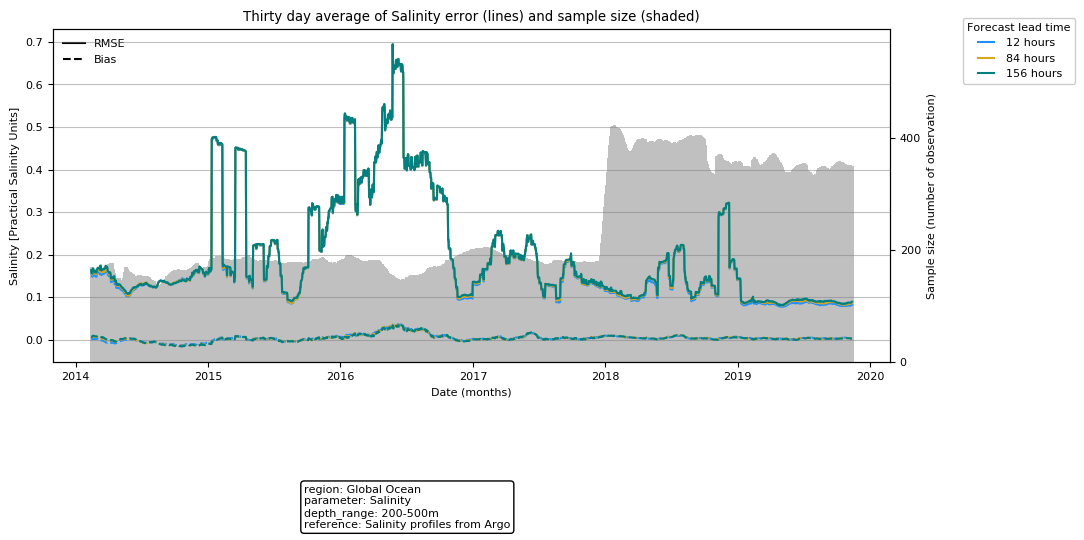 Thirty day average of Salinity error (lines) and sample size (shaded)
Forecast lead time
12 hours
84 hours
156 hours
RMSE
Bias
Salinity [Practical Salinity Units]
0.7
0.6
0.5
0.4
0.3
0.2
0.1
0.0
400
200
0
Sample size (number of observation)
2014 2015 2016 2017 2018 2019 2020
Date (months)
region: Global Ocean
parameter: Salinity
depth_range: 200-500m
reference: Salinity profiles from Argo